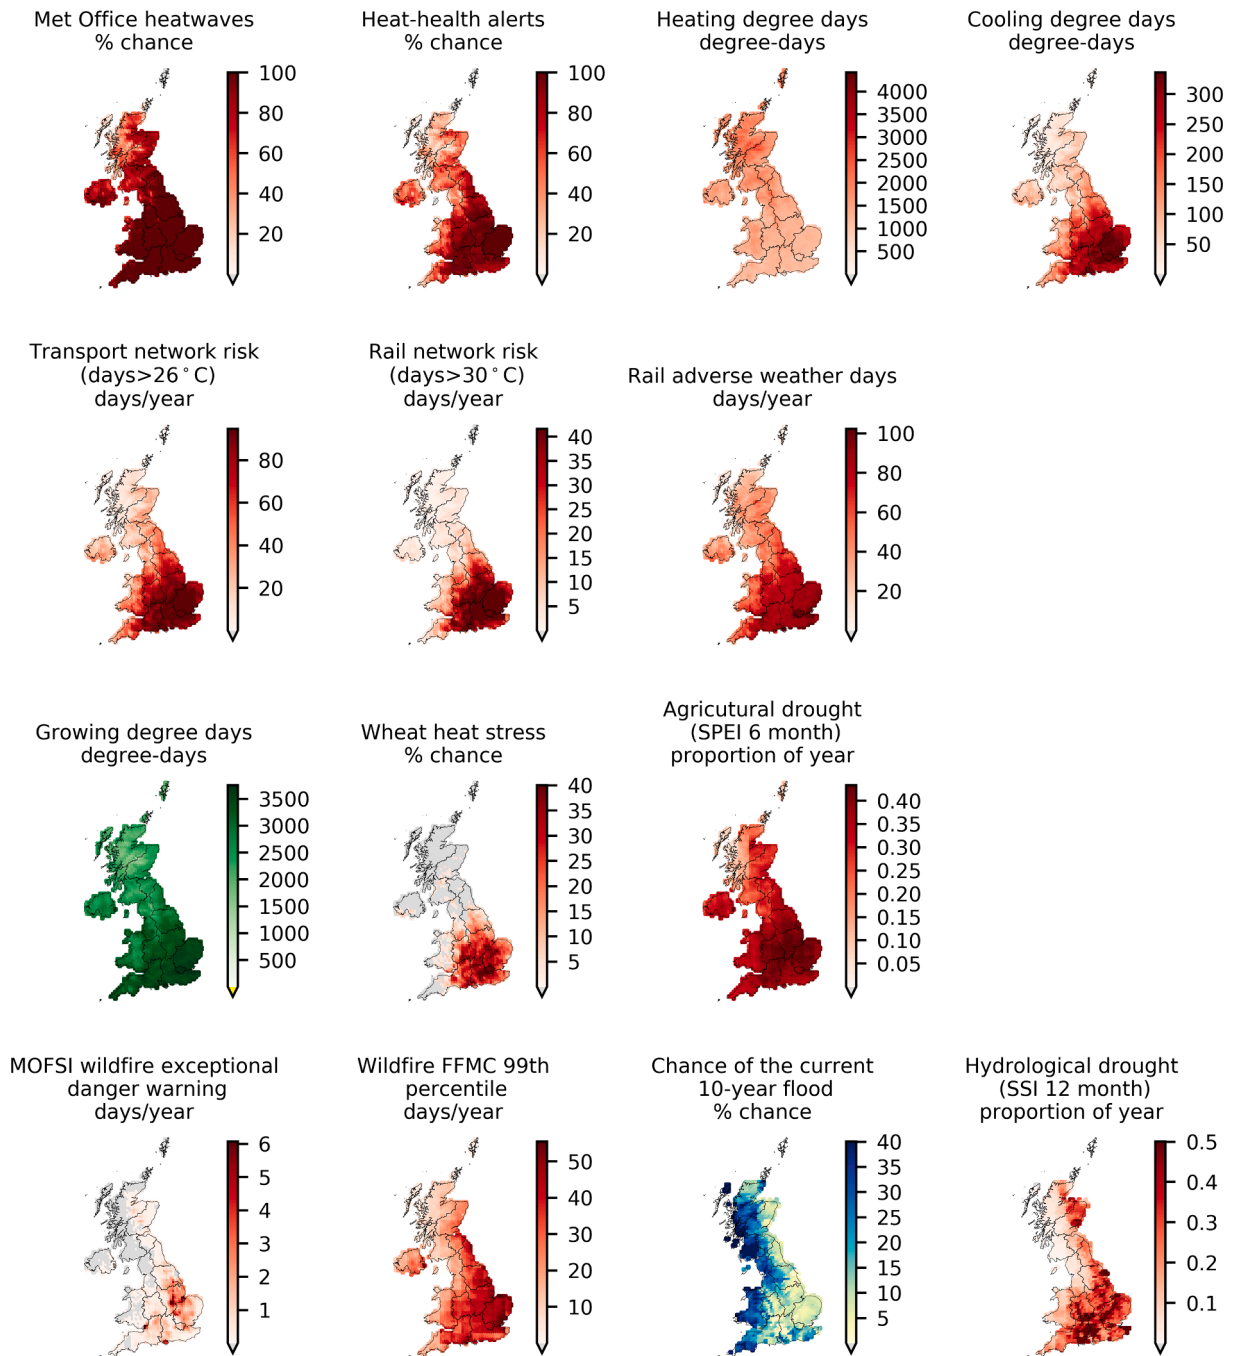 Met Office heatwaves
% chance
100
80
60
40
20
Heat-health alerts
% chance
100
80
60
40
20
Heating degree days
degree-days
4000
3500
3000
2500
2000
1500
1000
500
Cooling degree days
degree-days
300
250
200
150
100
50
Transport network risk
(days>26°C)
days/year
80
60
40
20
Rail network risk
(days>30°C)
days/year
40
35
30
25
20
15
10
5
Rail adverse weather days
days/year
100
80
60
40
20
Growing degree days
degree-days
3500
3000
2500
2000
1500
1000
500
Wheat heat stress
% chance
40
35
30
25
20
15
10
5
Agricutural drought
(SPEI 6 month)
proportion of year
0.40
0.35
0.30
0.25
0.20
0.15
0.10
0.05
MOFSI wildfire exceptional
danger warning
days/year
6
5
4
3
2
1
Wildfire FFMC 99th
percentile
days/year
50
40
30
20
10
Chance of the current
10-year flood
% chance
40
35
30
25
20
15
10
5
Hydrological drought
(SSI 12 month)
proportion of year
0.5
0.4
0.3
0.2
0.1